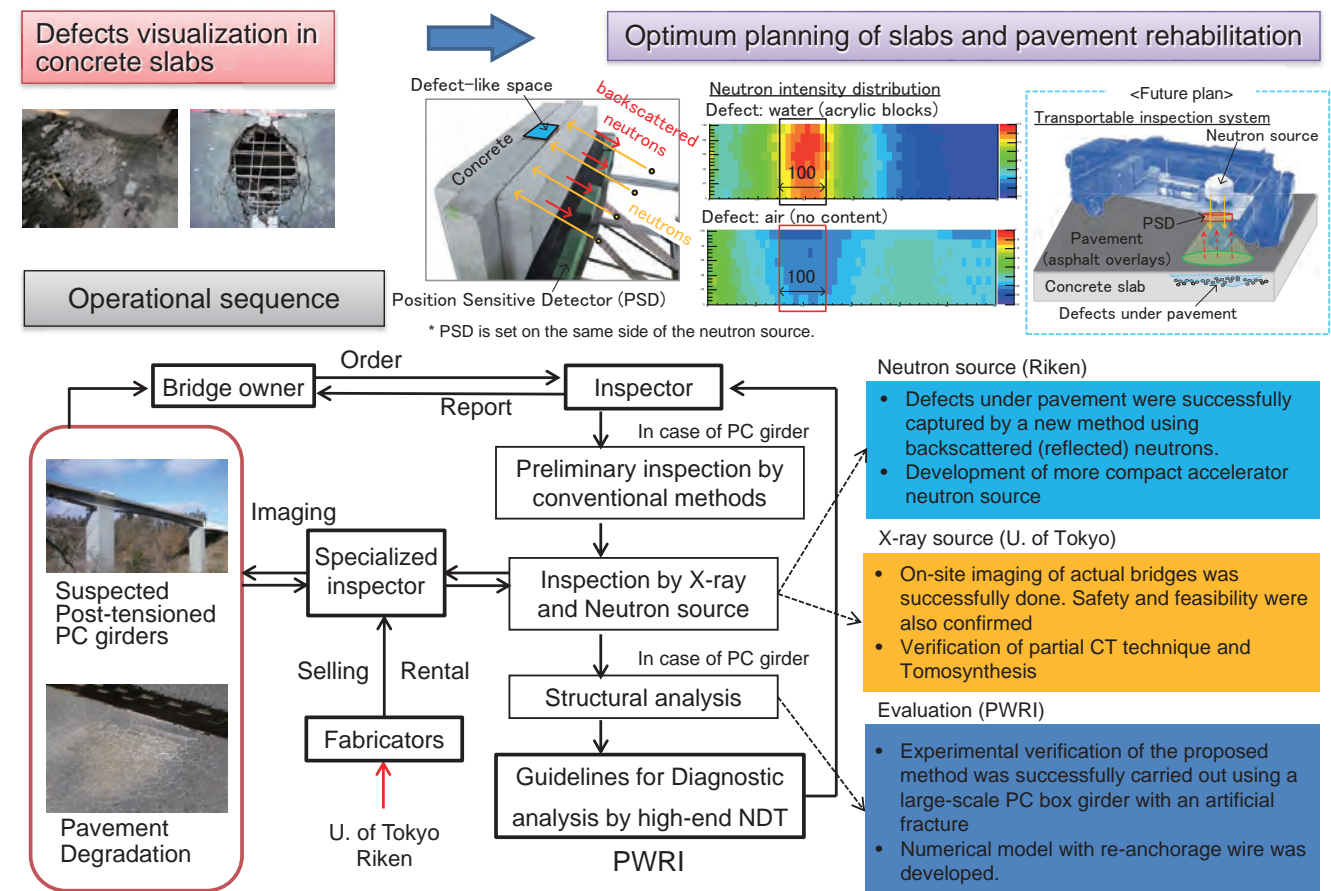 Defects visualization in
concrete slabs
Optimum planning of slabs and pavement rehabilitation
Defect-like space
Concrete
backscattered
neutrons
neutrons
Position Sensitive Detector (PSD)
* PSD is set on the same side of the neutron source.
Neutron intensity distribution
Defect: water (acrylic blocks)
100
Defect: air (no content)
100
<Future plan>
Transportable inspection system
Neutron source
PSD
Pavement
(asphalt overlays)
Concrete slab
Defects under pavement
Operational sequence
Bridge owner
Order
Report
Inspector
In case of PC girder
Preliminary inspection by
conventional methods
Imaging
Specialized
inspector
Inspection by X-ray
and Neutron source
Suspected
Post-tensioned
PC girders
Selling
Rental
In case of PC girder
Structural analysis
Fabricators
Guidelines for Diagnostic
analysis by high-end NDT
PWRI
U. of Tokyo
Riken
Pavement
Degradation
Neutron source (Riken)
• Defects under pavement were successfully
captured by a new method using
backscattered (reflected) neutrons.
• Development of more compact accelerator
neutron source
X-ray source (U. of Tokyo)
• On-site imaging of actual bridges was
successfully done. Safety and feasibility were
also confirmed
• Verification of partial CT technique and
Tomosynthesis
Evaluation (PWRI)
• Experimental verification of the proposed
method was successfully carried out using a
large-scale PC box girder with an artificial
fracture
• Numerical model with re-anchorage wire was
developed.